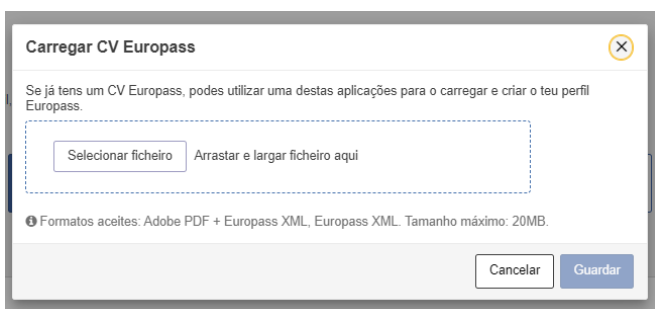 Carregar CV Europass
Se já tens um CV Europass, podes utilizar uma destas aplicações para o carregar e criar o teu perfil
Europass.
Selecionar ficheiro Arrastar e largar ficheiro aqui
Formatos aceites: Adobe PDF + Europass XML, Europass XML. Tamanho máximo: 20MB.
Cancelar Guardar